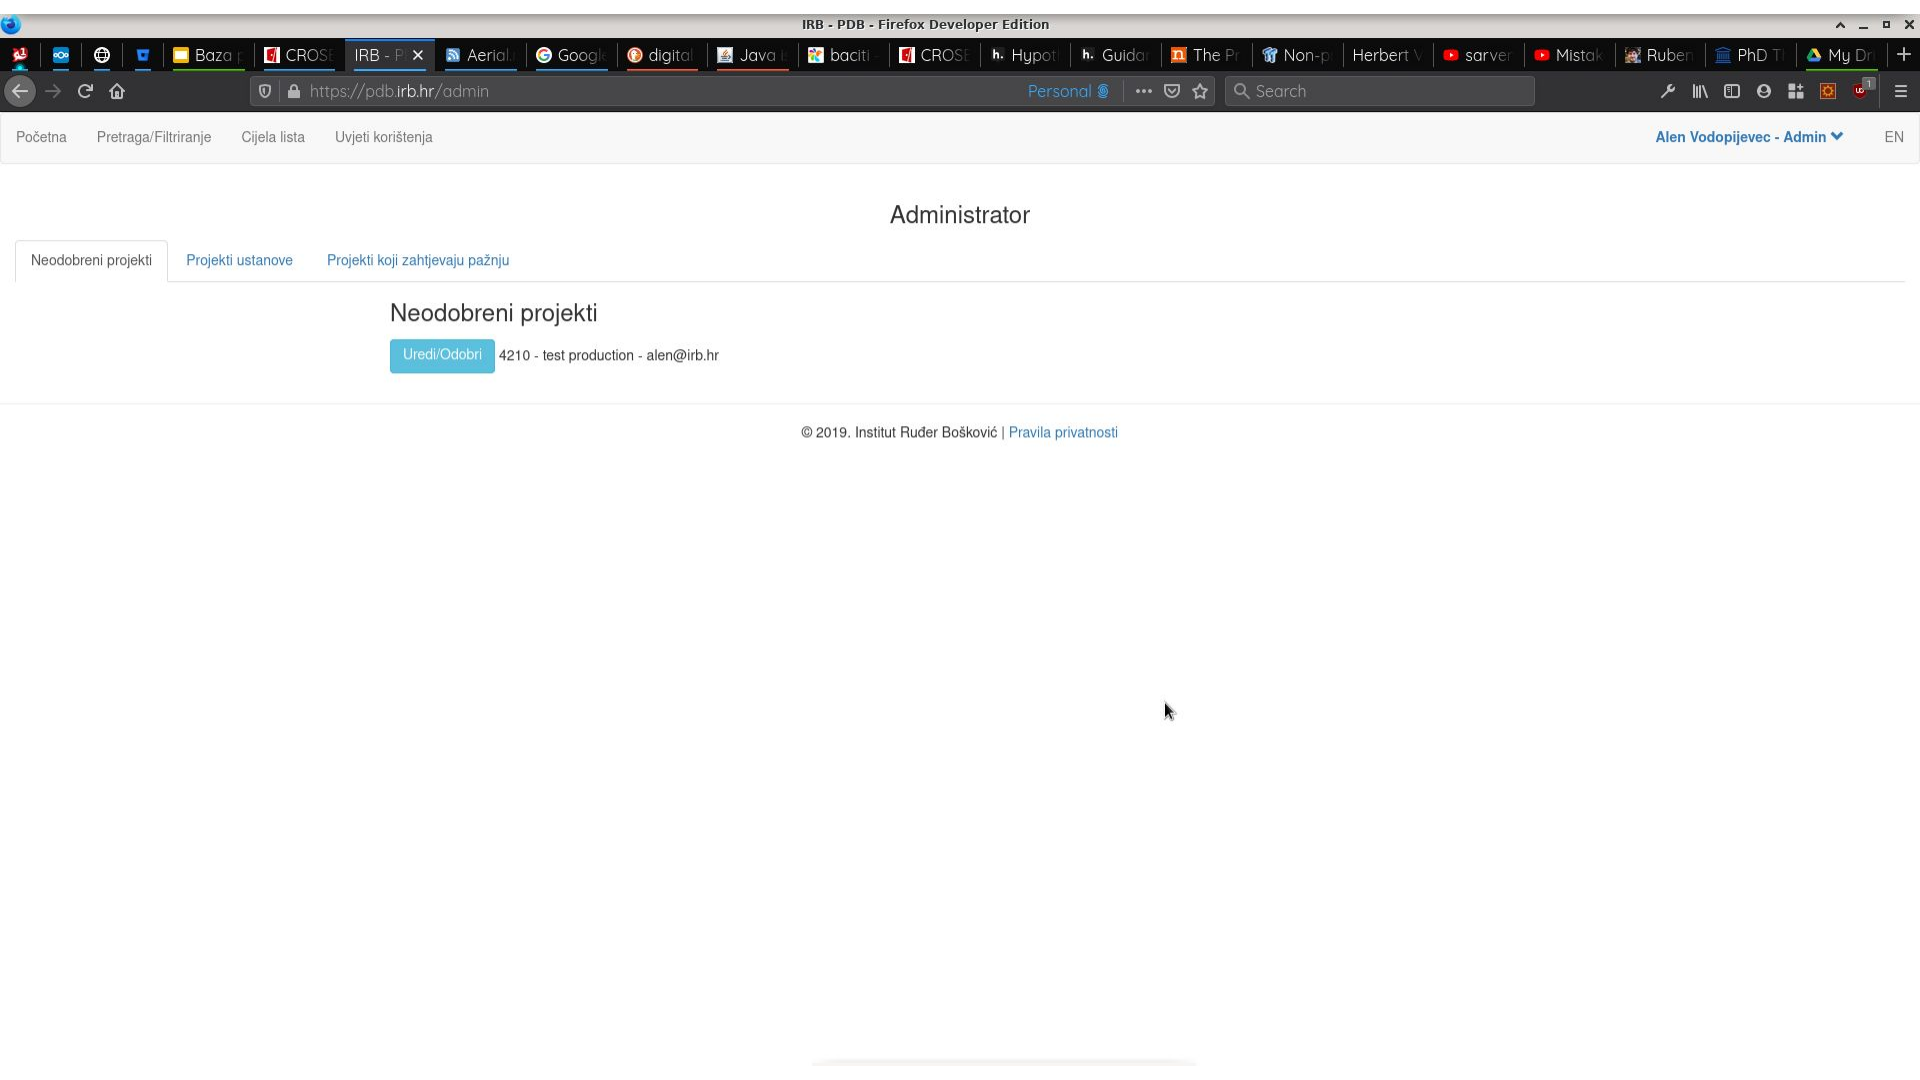 IRB - PDB - Firefox Developer Edition
Baza
CROS
IRB - P
Aerial
Googl
digital
Java
baciti
CROS
Hypot
Guida
The Pr
Non-p
Herbert
sarve
Mistak
Ruben
PhD T
My Dr
https://pdb.irb.hr/admin
Personal
Search
1
Početna Pretraga/Filtriranje Cijela lista Uvjeti korištenja Alen Vodopijevec - Admin EN
Administrator
Neodobreni projekti Projekti ustanove Projekti koji zahtjevaju pažnju
Neodobreni projekti
Uredi/Odobri 4210 - test production - alen@irb.hr
© 2019. Institut Ruđer Bošković | Pravila privatnosti